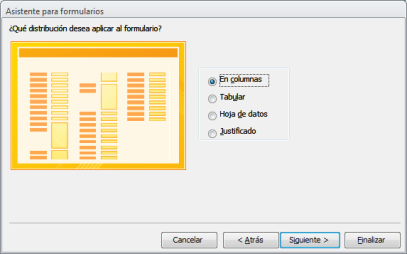 Asistente para formularios
¿Qué distribución desea aplicar al formulario?
En columnas
Tabular
Hoja de datos
Justificado
Cancelar
< Atrás
Siguiente >
Finalizar